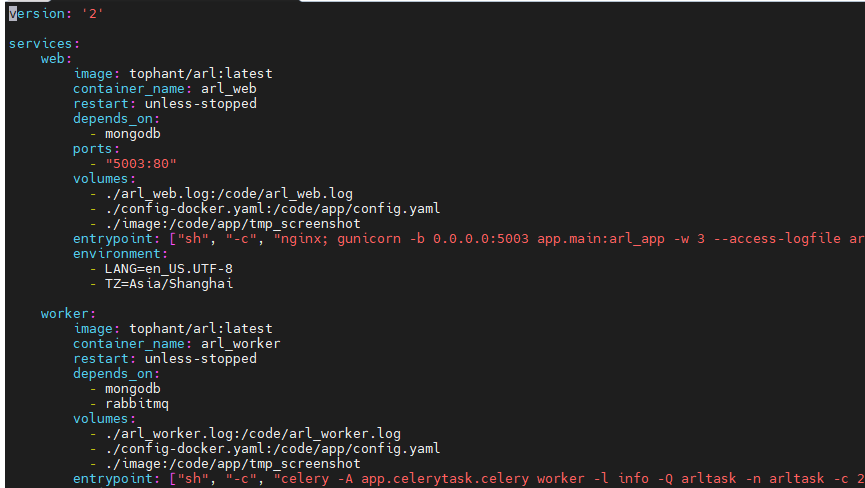 version: '2'
services:
web:
image: tophant/arl:latest
container_name: arl_web
restart: unless-stopped
depends_on:
- mongodb
ports:
- "5003:80"
volumes:
- ./arl_web.log:/code/arl_web.log
- ./config-docker.yaml:/code/app/config.yaml
- ./image:/code/app/tmp_screenshot
entrypoint: ["sh", "-c", "nginx; gunicorn -b 0.0.0.0:5003 app.main:arl_app -w 3 --access-logfile ar
environment:
- LANG=en_US.UTF-8
- TZ=Asia/Shanghai
worker:
image: tophant/arl:latest
container_name: arl_worker
restart: unless-stopped
depends_on:
- mongodb
- rabbitmq
volumes:
- ./arl_worker.log:/code/arl_worker.log
- ./config-docker.yaml:/code/app/config.yaml
- ./image:/code/app/tmp_screenshot
entrypoint: ["sh", "-c", "celery -A app.celerytask.celery worker -l info -Q arltask -n arltask -c 2